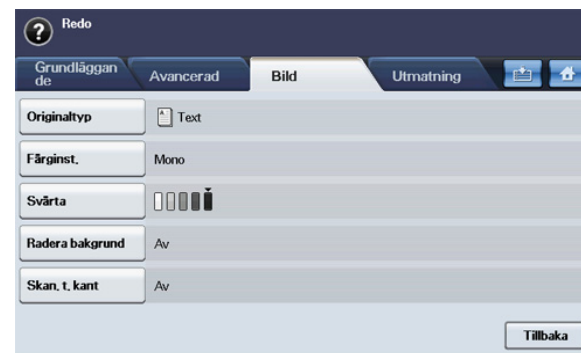 Redo
Grundläggan
de
Avancerad
Bild
Utmatning
Originaltyp
Text
Färginst.
Mono
Svärta
Radera bakgrund
Av
Skan. t. kant
Av
Tillbaka